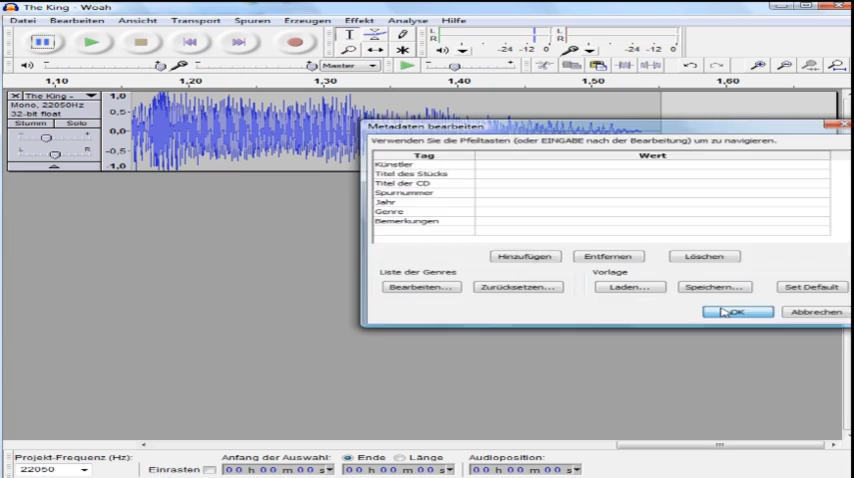 The King - Woah
Datei Bearbeiten Ansicht Transport Spuren Erzeugen Effekt Analyse Hilfe
L
R
-24 -12 0
L
R
-24 -12 0
Master
1,10 1,20 1,30 1,40 1,50 1,60
The King -
Mono, 22050Hz
32-bit float
Stumm Solo
- +
L R
1,0
0,5
0,0
-0,5
-1,0
Metadaten bearbeiten
Verwenden Sie die Pfeiltasten (oder EINGABE nach der Bearbeitung) um zu navigieren.
Tag Wert
Künstler
Titel des Stücks
Titel der CD
Spurnummer
Jahr
Genre
Bemerkungen
Hinzufügen Entfernen Löschen
Liste der Genres Vorlage
Bearbeiten... Zurücksetzen... Laden... Speichern... Set Default
OK Abbrechen
Projekt-Frequenz (Hz): Anfang der Auswahl: Ende Länge Audioposition:
22050 Einrasten 00 h 00 m 00 s 00 h 00 m 00 s 00 h 00 m 00 s